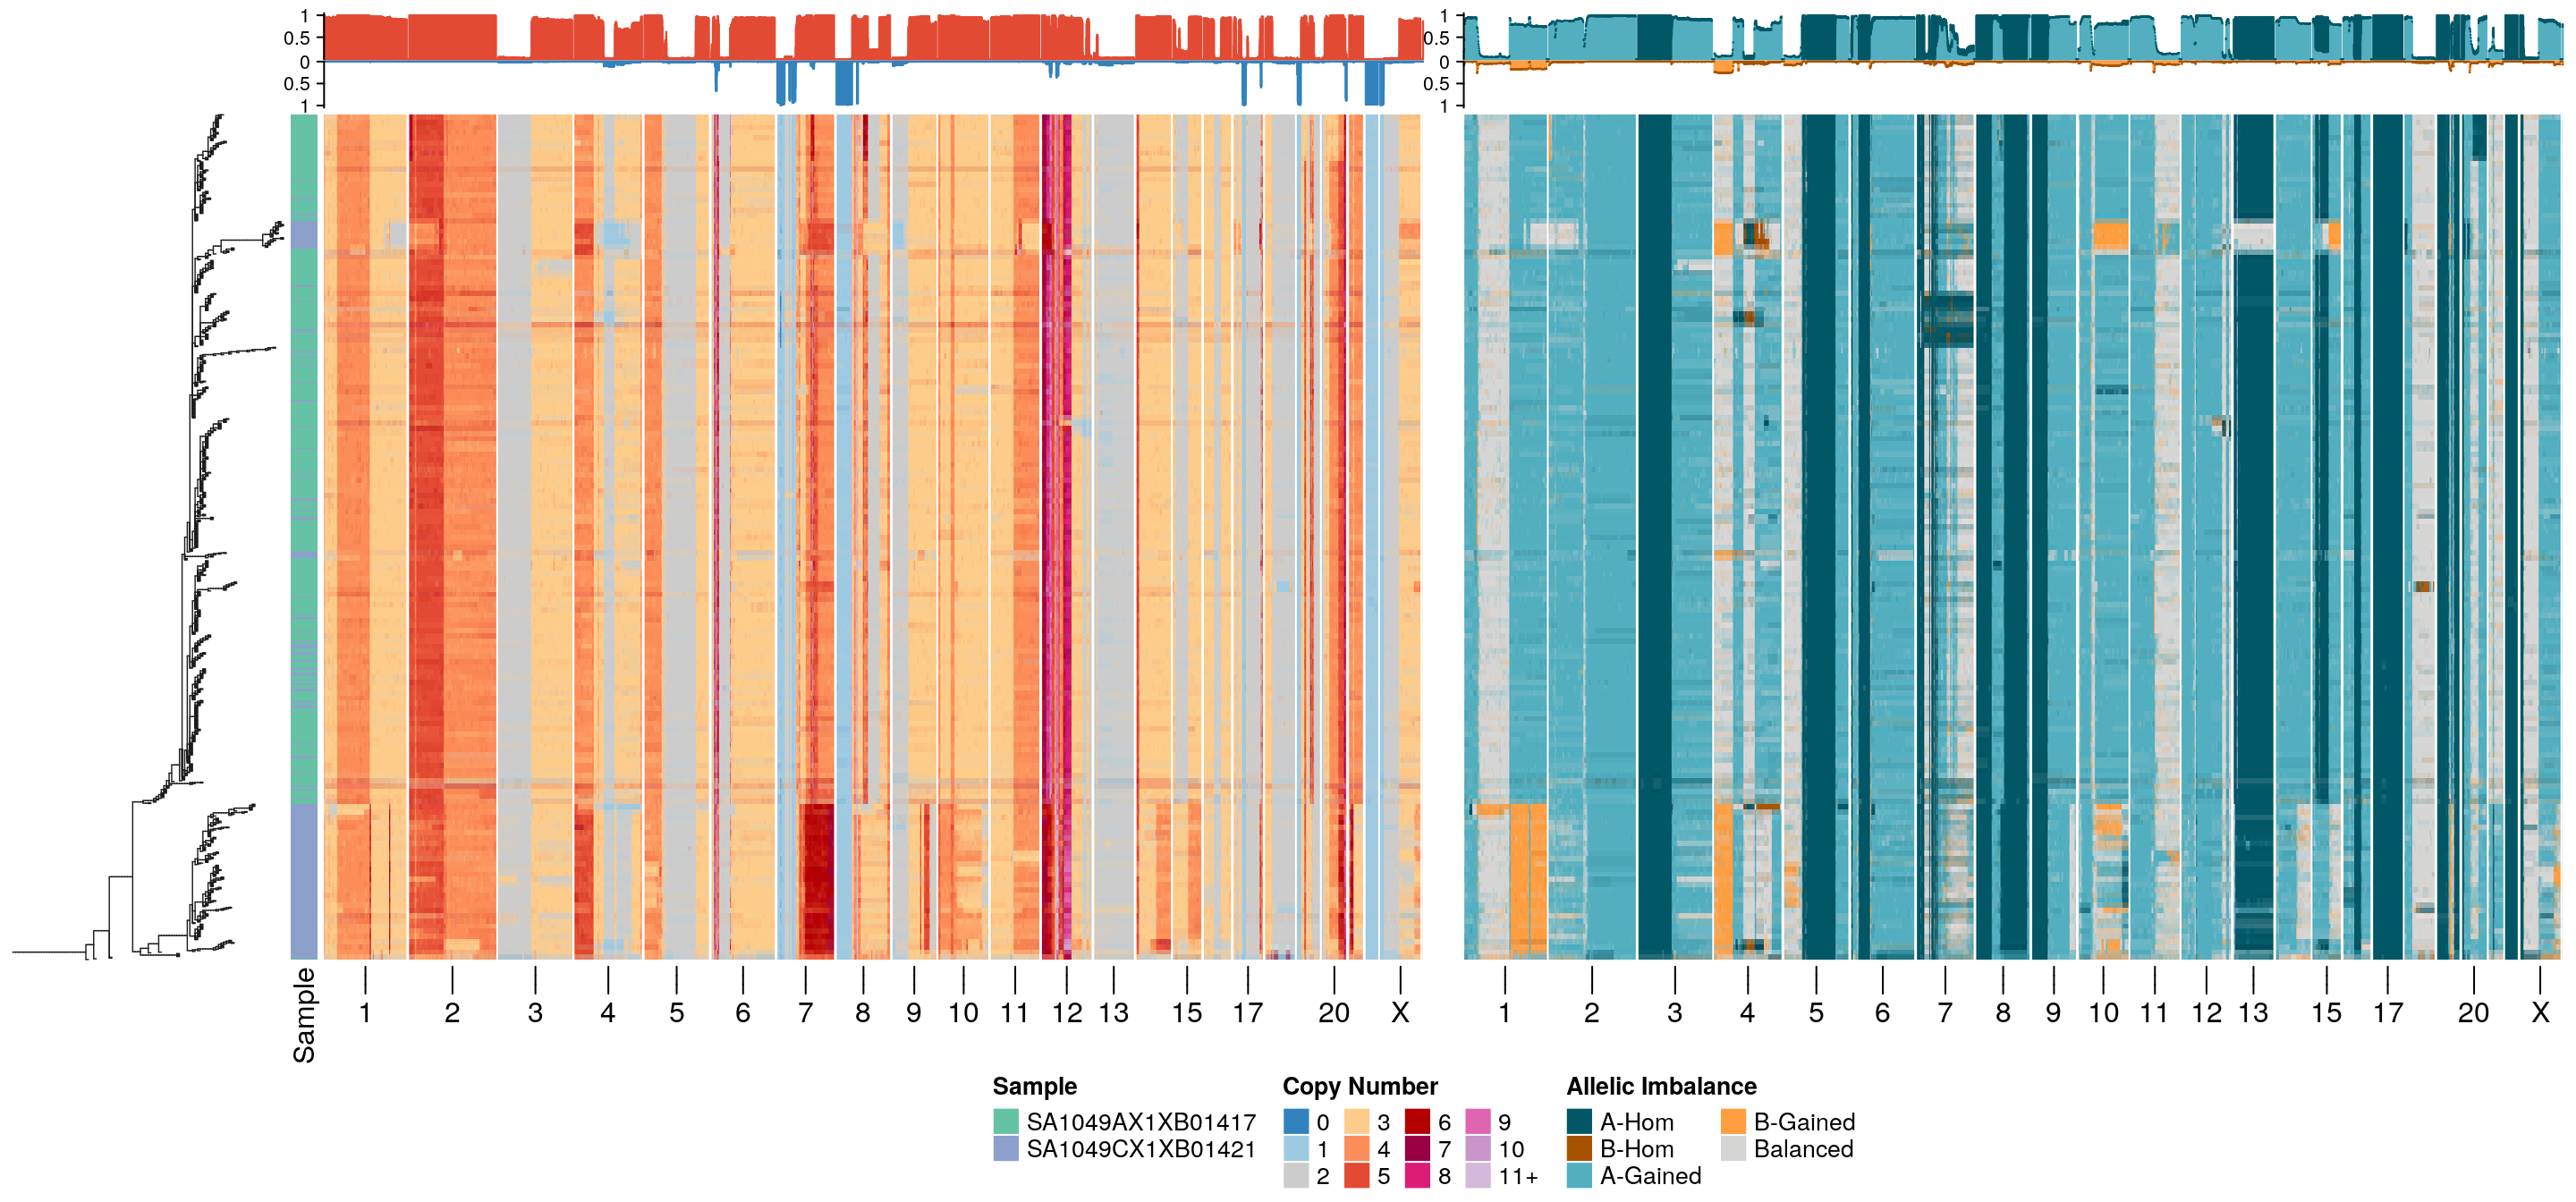 1
0.5
0
0.5
1
1
0.5
0
0.5
1
Sample
1 2 3 4 5 6 7 8 9 10 11 12 13 15 17 20 X
1 2 3 4 5 6 7 8 9 10 11 12 13 15 17 20 X
Sample
SA1049AX1XB01417
SA1049CX1XB01421
Copy Number
0 3 6 9
1 4 7 10
2 5 8 11+
Allelic Imbalance
A-Hom B-Gained
B-Hom Balanced
A-Gained